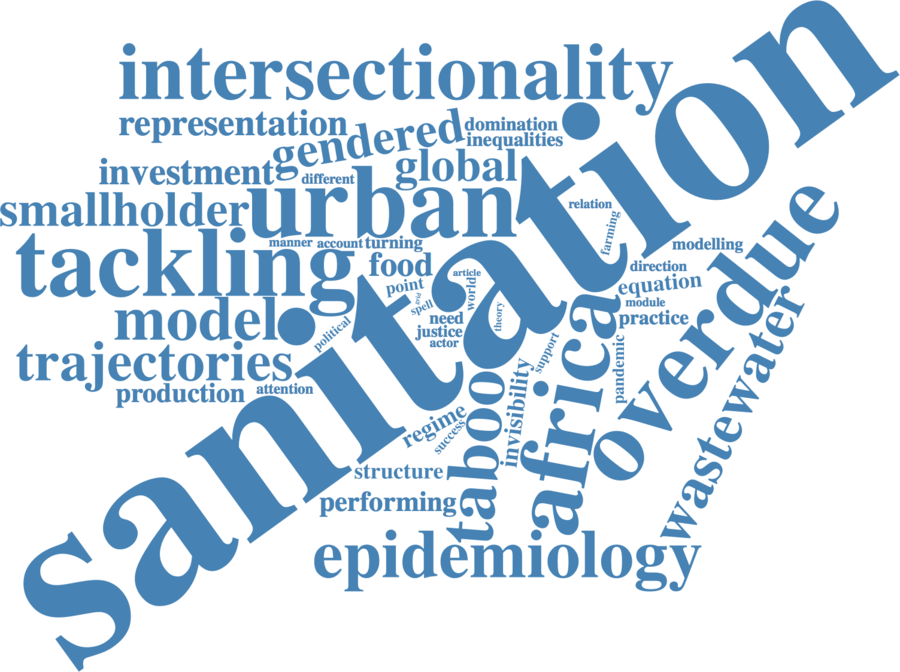 intersectionality
representation
gendered
domination
inequalities
investment
different
global
smallholder
urban
sanitation
relation
farming
manner
account
turning
tackling
food
article
world
point
spell
modelling
direction
equation
module
practice
overdue
model
political
need
justice
actor
theory
support
africa
pandemic
trajectories
production
attention
regime
success
taboo
invisibility
wastewater
structure
performing
epidemiology